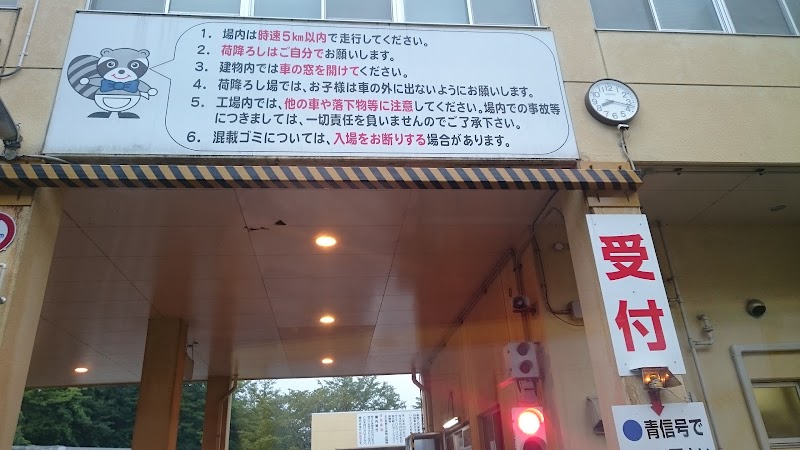 1. 場内は時速5㎞以内で走行してください。
2. 荷降ろしはご自分でお願いします。
3. 建物内では車の窓を開けてください。
4. 荷降ろし場では、お子様は車の外に出ないようにお願いします。
5. 工場内では、他の車や落下物等に注意してください。場内での事故等
につきましては、一切責任を負いませんのでご了承下さい。
6. 混載ゴミについては、入場をお断りする場合があります。
受付
●青信号で